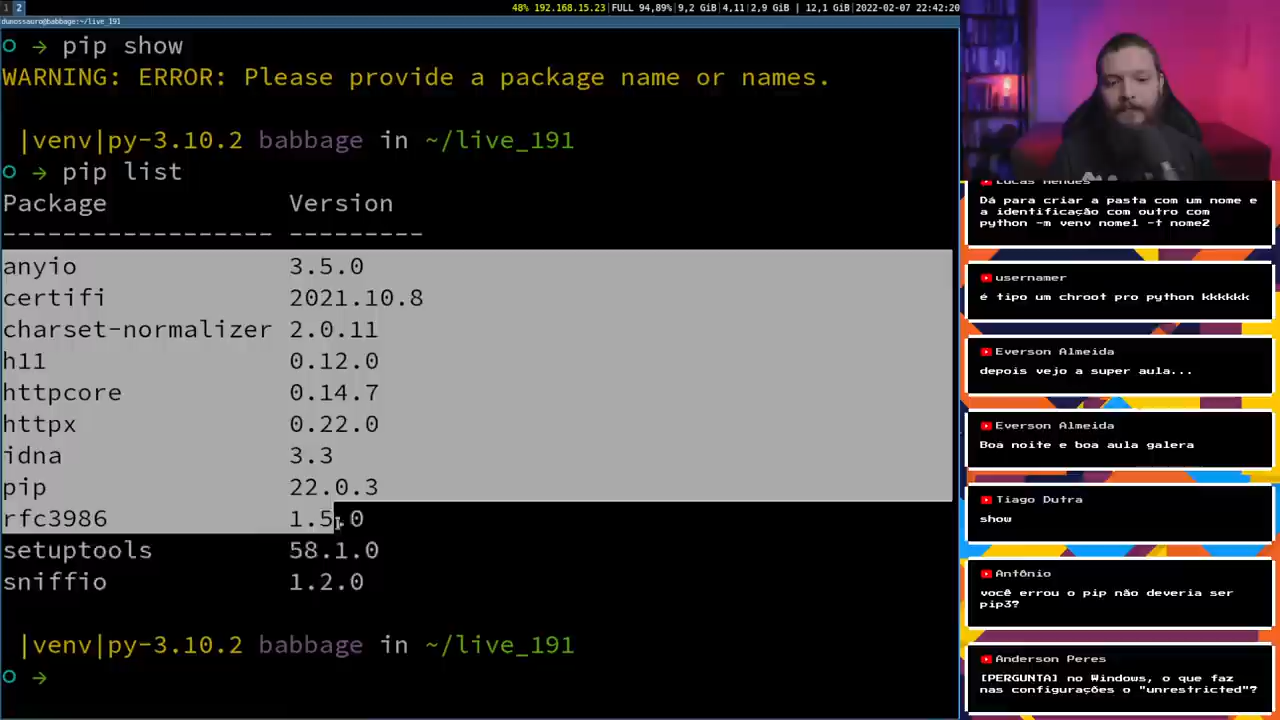 1 2 48% 192.168.15.23|FULL 94,89%|9,2 GiB|4,11|2,9 GiB | 12,1 GiB|2022-02-07 22:42:20
dunossauro@babbage:~/live_191
→ pip show
WARNING: ERROR: Please provide a package name or names.
|venv|py-3.10.2 babbage in ~/live_191
→ pip list
Package Version
------------------ ---------
anyio 3.5.0
certifi 2021.10.8
charset-normalizer 2.0.11
h11 0.12.0
httpcore 0.14.7
httpx 0.22.0
idna 3.3
pip 22.0.3
rfc3986 1.5.0
setuptools 58.1.0
sniffio 1.2.0
|venv|py-3.10.2 babbage in ~/live_191
→
Lucas Mendes
Dá para criar a pasta com um nome e
a identificação com outro com
python -m venv nome1 -t nome2
usernamer
é tipo um chroot pro python kkkkkk
Everson Almeida
depois vejo a super aula...
Everson Almeida
Boa noite e boa aula galera
Tiago Dutra
show
Antônio
você errou o pip não deveria ser
pip3?
Anderson Peres
[PERGUNTA] no Windows, o que faz
nas configurações o "unrestricted"?